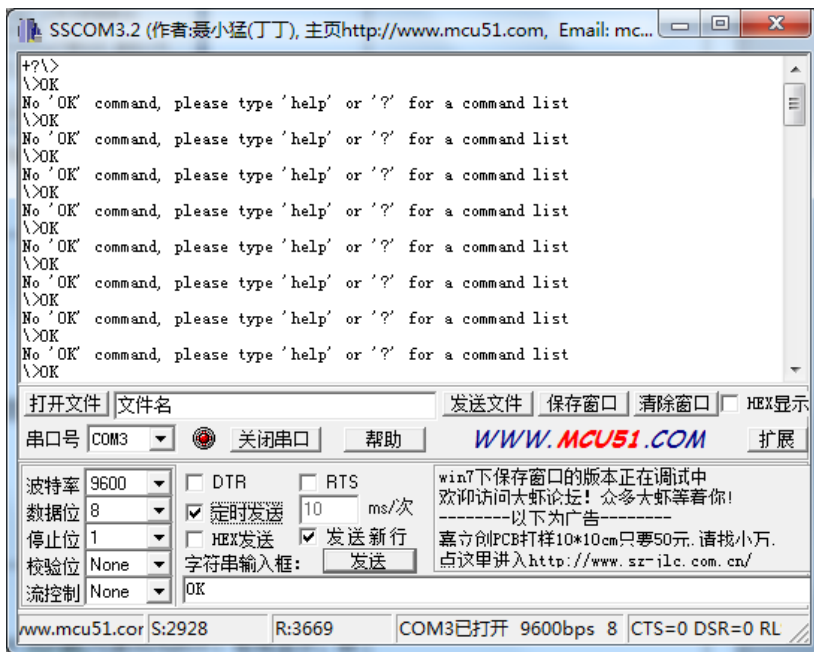 SSCOM3.2 (作者:聂小猛(丁丁), 主页http://www.mcu51.com, Email: mc...
+?\>
\>OK
No 'OK' command, please type 'help' or '?' for a command list
\>OK
No 'OK' command, please type 'help' or '?' for a command list
\>OK
No 'OK' command, please type 'help' or '?' for a command list
\>OK
No 'OK' command, please type 'help' or '?' for a command list
\>OK
No 'OK' command, please type 'help' or '?' for a command list
\>OK
No 'OK' command, please type 'help' or '?' for a command list
\>OK
No 'OK' command, please type 'help' or '?' for a command list
\>OK
No 'OK' command, please type 'help' or '?' for a command list
\>OK
打开文件 文件名 发送文件 保存窗口 清除窗口 HEX显示
串口号 COM3 关闭串口 帮助 WWW.MCU51.COM 扩展
波特率 9600 DTR RTS
数据位 8 定时发送 10 ms/次
停止位 1 HEX发送 发送新行
校验位 None 字符串输入框: 发送
流控制 None OK
win7下保存窗口的版本正在调试中
欢迎访问大虾论坛! 众多大虾等着你!
--------以下为广告--------
嘉立创PCB打样10*10cm只要50元.请找小万.
点这里进入http://www.sz-jlc.com.cn/
www.mcu51.cor S:2928 R:3669 COM3已打开 9600bps 8 CTS=0 DSR=0 RL